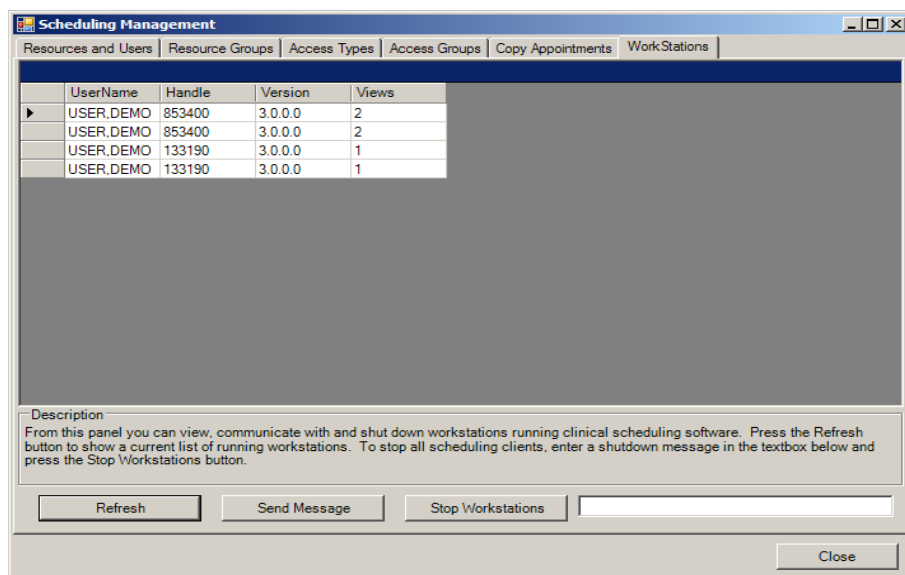 Scheduling Management
Resources and Users Resource Groups Access Types Access Groups Copy Appointments WorkStations
UserName Handle Version Views
USER,DEMO 853400 3.0.0.0 2
USER,DEMO 853400 3.0.0.0 2
USER,DEMO 133190 3.0.0.0 1
USER,DEMO 133190 3.0.0.0 1
Description
From this panel you can view, communicate with and shut down workstations running clinical scheduling software. Press the Refresh
button to show a current list of running workstations. To stop all scheduling clients, enter a shutdown message in the textbox below and
press the Stop Workstations button.
Refresh Send Message Stop Workstations
Close